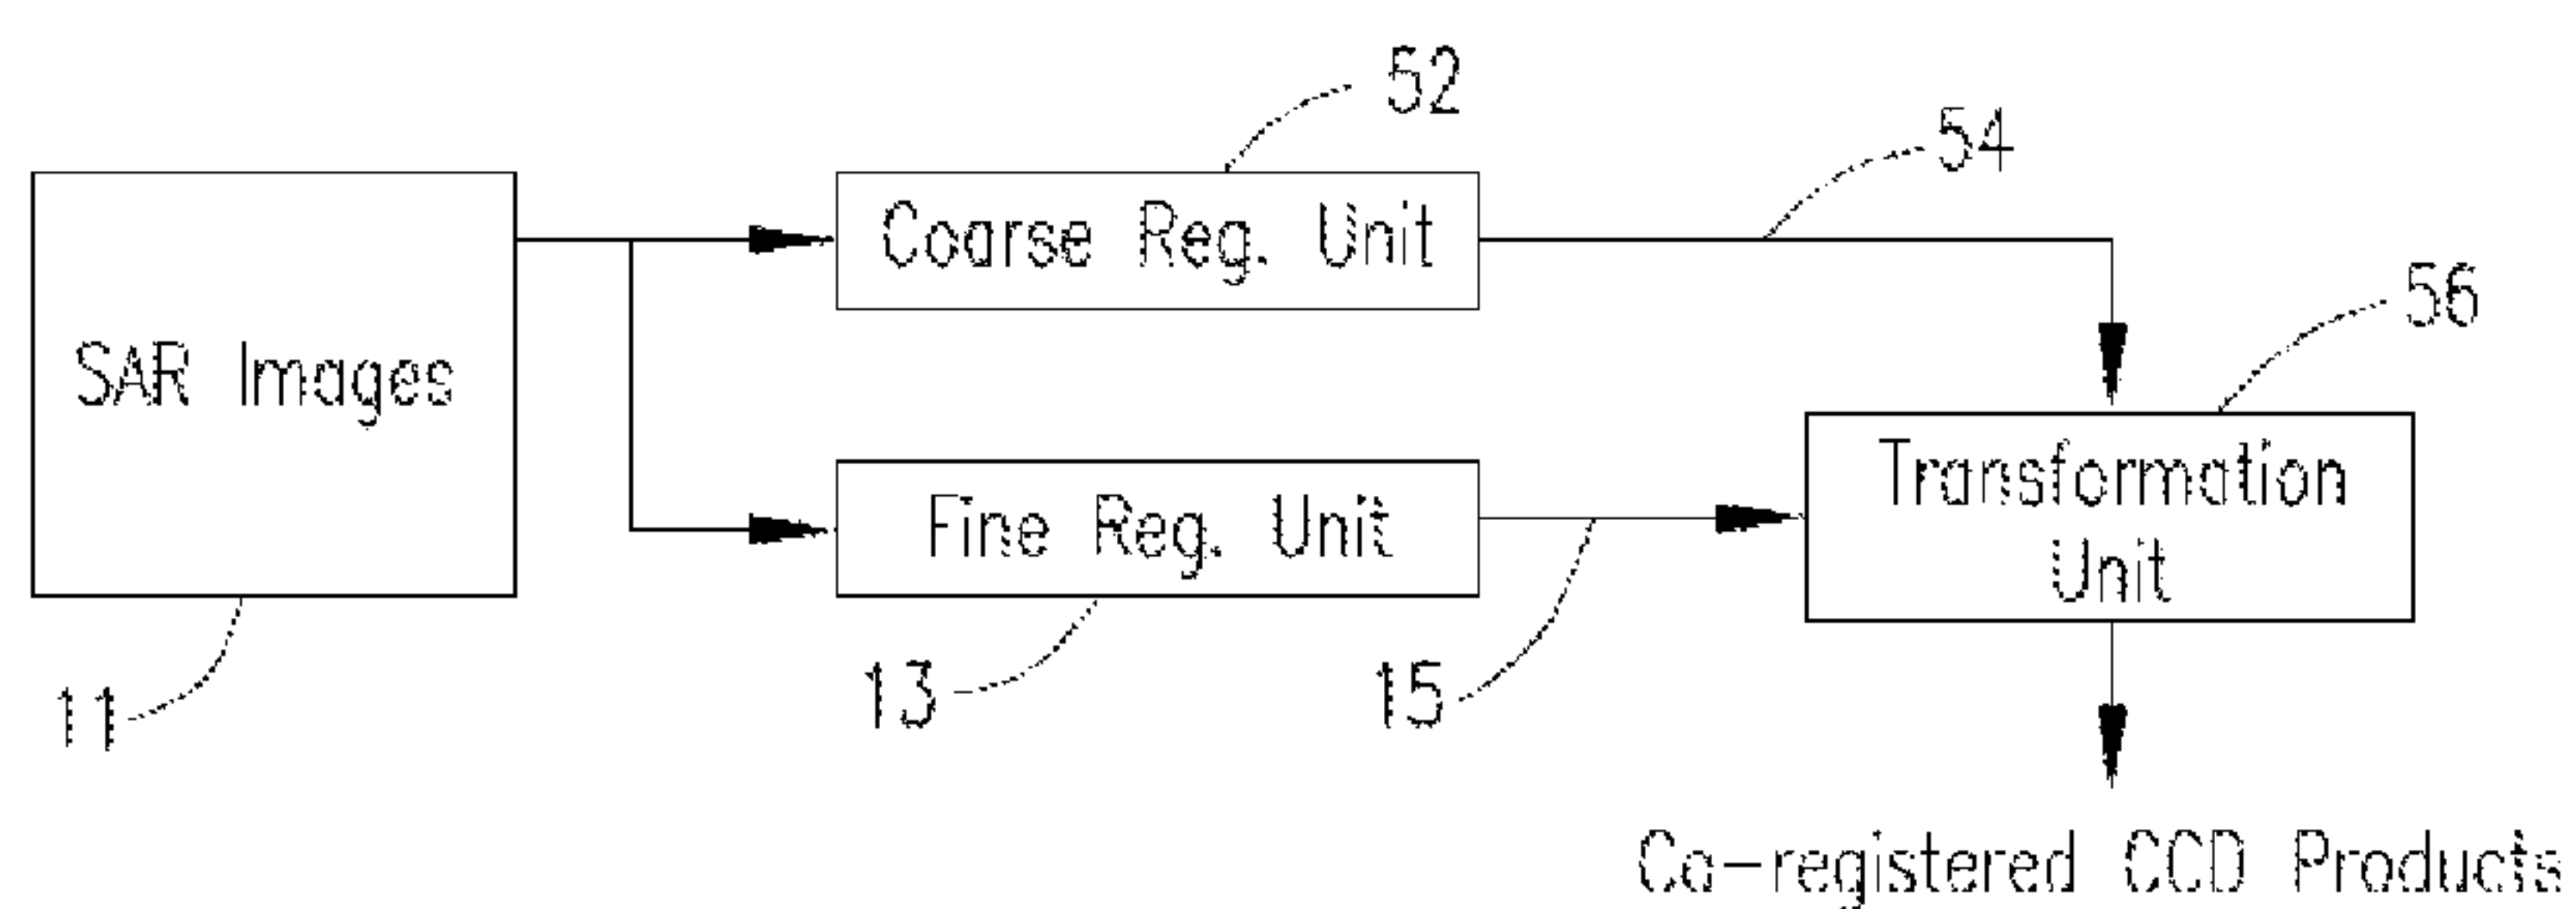 52
54
Coarse Reg. Unit
56
SAR Images
Transformation
Unit
Fine Reg. Unit
11
13
15
Co-registered CCD Products